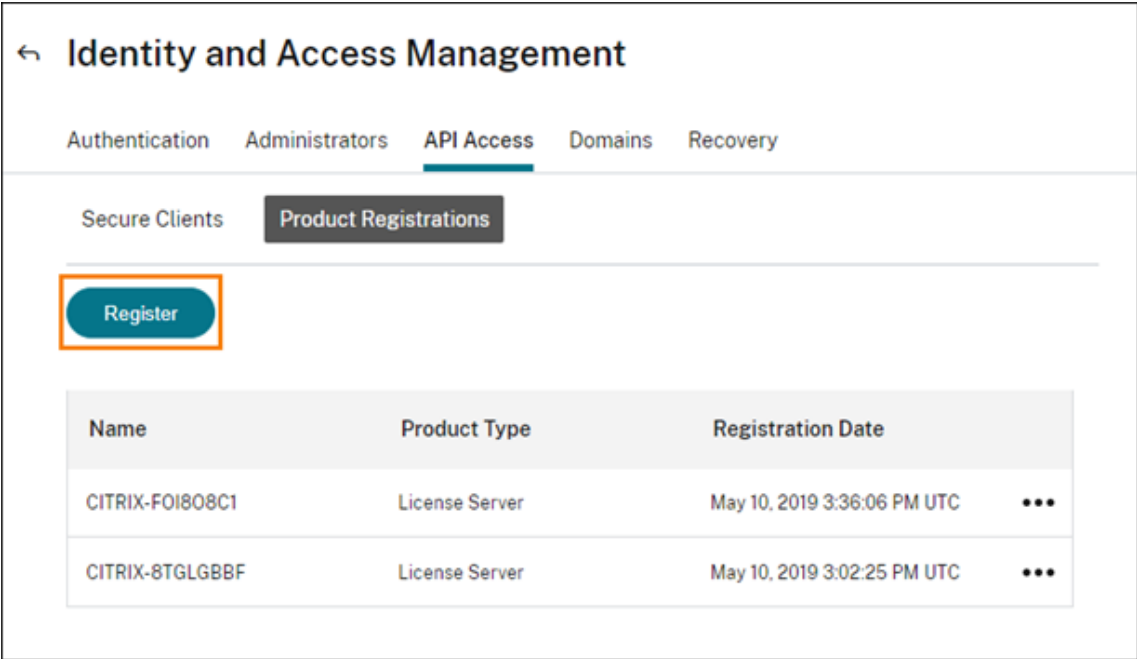 Identity and Access Management
Authentication Administrators API Access Domains Recovery
Secure Clients Product Registrations
Register
Name Product Type Registration Date
CITRIX-FOI8O8C1 License Server May 10, 2019 3:36:06 PM UTC
CITRIX-8TGLGBBF License Server May 10, 2019 3:02:25 PM UTC